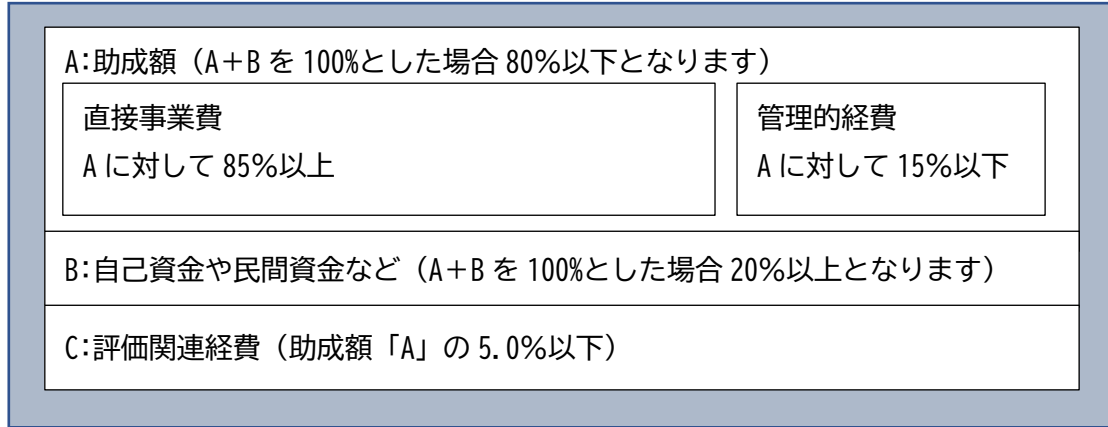 A:助成額（A＋B を 100%とした場合 80%以下となります）
直接事業費
A に対して 85%以上
管理的経費
A に対して 15%以下
B:自己資金や民間資金など（A＋B を 100%とした場合 20%以上となります）
C:評価関連経費（助成額「A」の 5.0%以下）